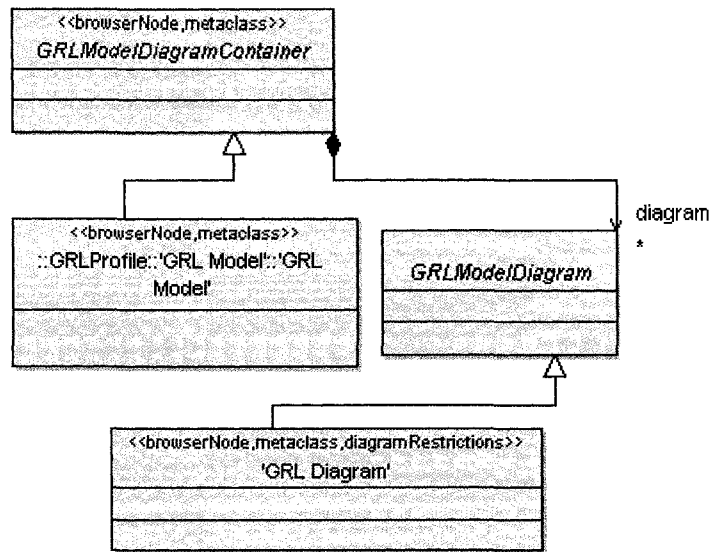 <<browserNode,metaclass>>
GRLModelDiagramContainer
<<browserNode,metaclass>>
::GRLProfile::'GRL Model'::'GRL
Model'
diagram
*
GRLModelDiagram
<<browserNode,metaclass,diagramRestrictions>>
'GRL Diagram'